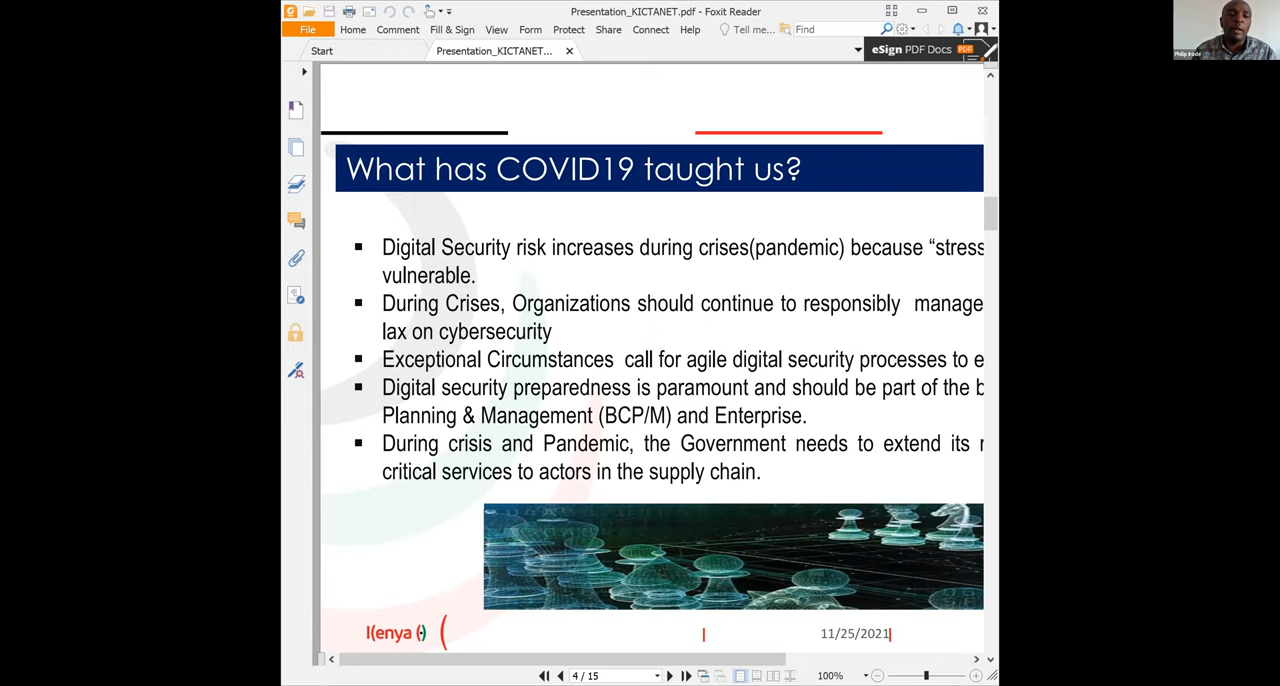 Presentation_KICTANET.pdf - Foxit Reader
File Home Comment Fill & Sign View Form Protect Share Connect Help Tell me... Find
Start Presentation_KICTANET... eSign PDF Docs PDF
What has COVID19 taught us?
Digital Security risk increases during crises(pandemic) because “stress
vulnerable.
During Crises, Organizations should continue to responsibly manage
lax on cybersecurity
Exceptional Circumstances call for agile digital security processes to e
Digital security preparedness is paramount and should be part of the b
Planning & Management (BCP/M) and Enterprise.
During crisis and Pandemic, the Government needs to extend its
critical services to actors in the supply chain.
11/25/2021
4 / 15 100%